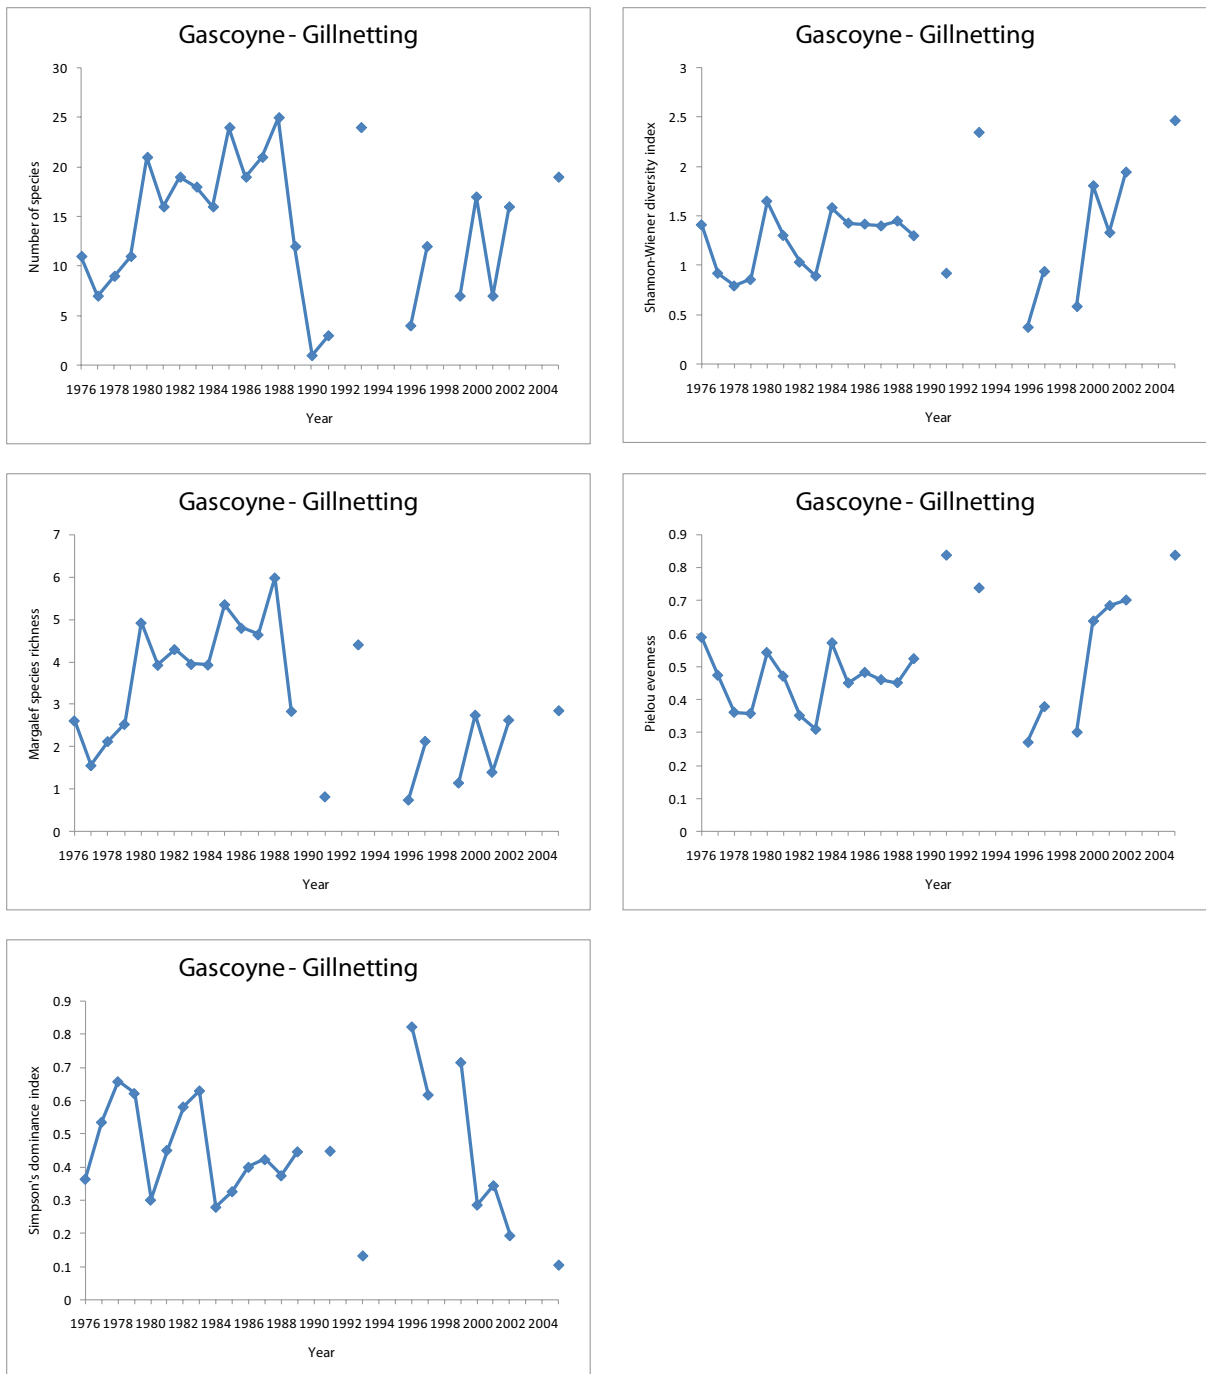 Gascoyne - Gillnetting
Number of species
30
25
20
15
10
5
0
1976 1978 1980 1982 1984 1986 1988 1990 1992 1994 1996 1998 2000 2002 2004
Year
Gascoyne - Gillnetting
Shannon-Wiener diversity index
3
2.5
2
1.5
1
0.5
0
1976 1978 1980 1982 1984 1986 1988 1990 1992 1994 1996 1998 2000 2002 2004
Year
Gascoyne - Gillnetting
Margalef species richness
7
6
5
4
3
2
1
0
1976 1978 1980 1982 1984 1986 1988 1990 1992 1994 1996 1998 2000 2002 2004
Year
Gascoyne - Gillnetting
Pielou evenness
0.9
0.8
0.7
0.6
0.5
0.4
0.3
0.2
0.1
0
1976 1978 1980 1982 1984 1986 1988 1990 1992 1994 1996 1998 2000 2002 2004
Year
Gascoyne - Gillnetting
Simpson's dominance index
0.9
0.8
0.7
0.6
0.5
0.4
0.3
0.2
0.1
0
1976 1978 1980 1982 1984 1986 1988 1990 1992 1994 1996 1998 2000 2002 2004
Year